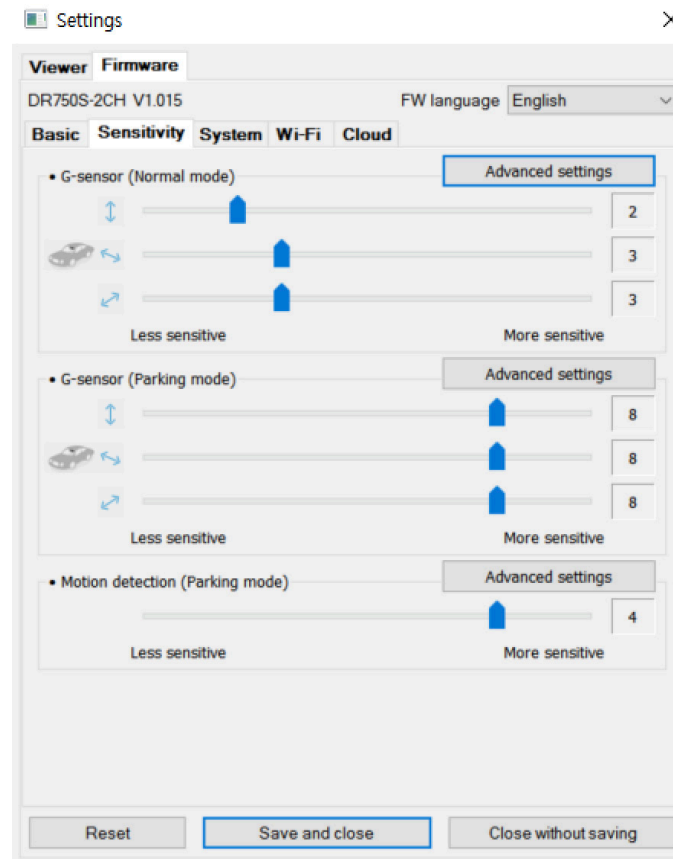 Settings
Viewer Firmware
DR750S-2CH V1.015 FW language English
Basic Sensitivity System Wi-Fi Cloud
• G-sensor (Normal mode) Advanced settings
2
3
3
Less sensitive More sensitive
• G-sensor (Parking mode) Advanced settings
8
8
8
Less sensitive More sensitive
• Motion detection (Parking mode) Advanced settings
4
Less sensitive More sensitive
Reset Save and close Close without saving